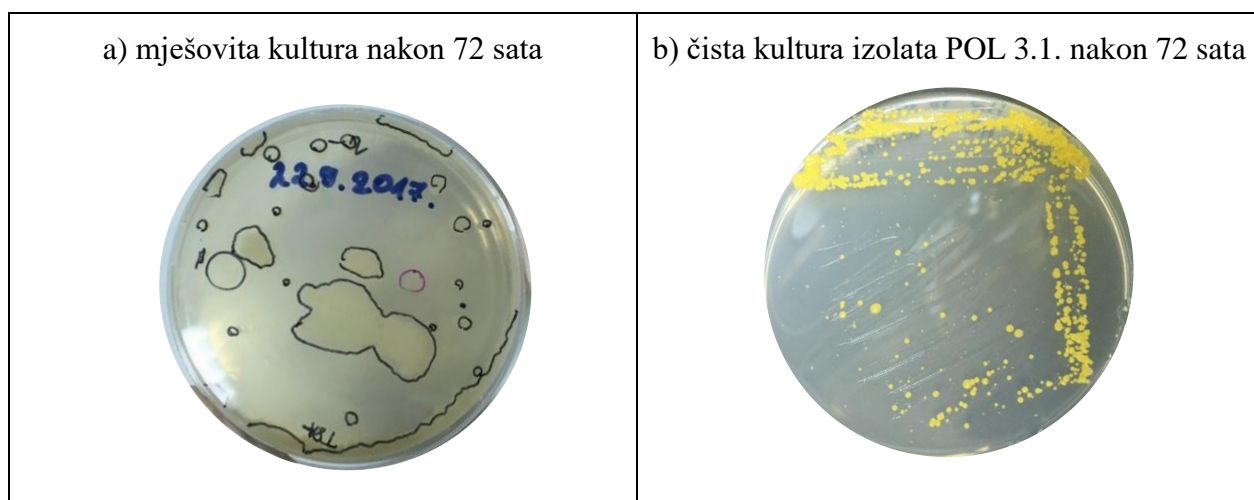 a) mješovita kultura nakon 72 sata
b) čista kultura izolata POL 3.1. nakon 72 sata